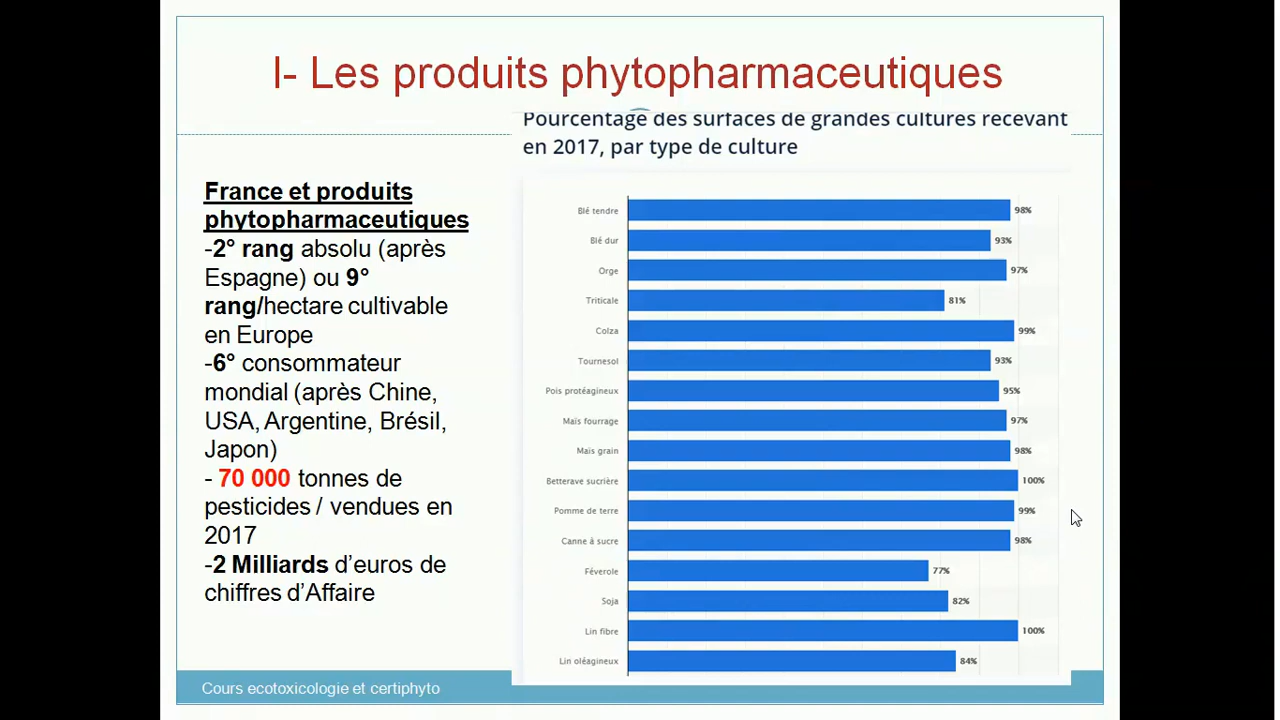 I- Les produits phytopharmaceutiques
Pourcentage des surfaces de grandes cultures recevant
en 2017, par type de culture
France et produits
phytopharmaceutiques
-2° rang absolu (après
Espagne) ou 9°
rang/hectare cultivable
en Europe
-6° consommateur
mondial (après Chine,
USA, Argentine, Brésil,
Japon)
- 70 000 tonnes de
pesticides / vendues en
2017
-2 Milliards d'euros de
chiffres d'Affaire
Blé tendre 98%
Blé dur 93%
Orge 97%
Triticale 81%
Colza 99%
Tournesol 93%
Pois protéagineux 95%
Maïs fourrage 97%
Maïs grain 98%
Betterave sucrière 100%
Pomme de terre 99%
Canne à sucre 98%
Féverole 77%
Soja 82%
Lin fibre 100%
Lin oléagineux 84%
Cours ecotoxicologie et certiphyto